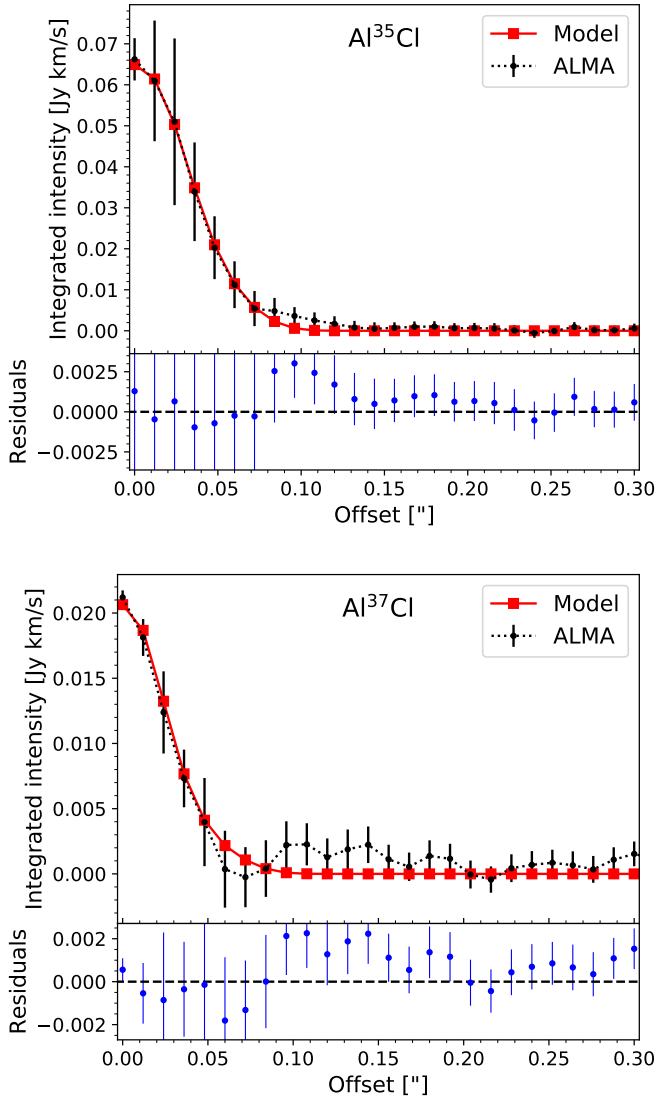 Al³⁵Cl
Model
ALMA
Integrated intensity [Jy km/s]
0.07
0.06
0.05
0.04
0.03
0.02
0.01
0.00
Residuals
0.0025
0.0000
−0.0025
0.00 0.05 0.10 0.15 0.20 0.25 0.30
Offset ["]
Al³⁷Cl
Model
ALMA
Integrated intensity [Jy km/s]
0.020
0.015
0.010
0.005
0.000
Residuals
0.002
0.000
−0.002
0.00 0.05 0.10 0.15 0.20 0.25 0.30
Offset ["]